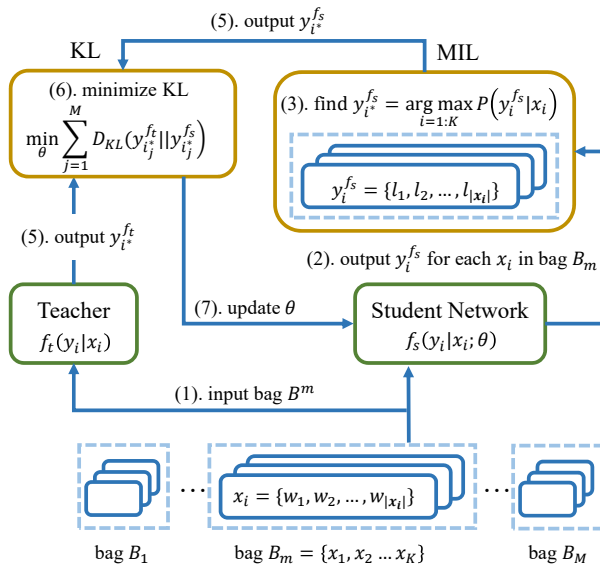 (5). output $y_{i^*}^{f_s}$
KL
MIL
(6). minimize KL
$\min_{\theta} \sum_{j=1}^{M} D_{KL}(y_{i_j^*}^{f_t} || y_{i_j^*}^{f_s})$
(3). find $y_{i^*}^{f_s} = \arg\max_{i=1:K} P(y_i^{f_s} | x_i)$
$y_i^{f_s} = \{l_1, l_2, \ldots, l_{|x_i|}\}$
(5). output $y_{i^*}^{f_t}$
(2). output $y_i^{f_s}$ for each $x_i$ in bag $B_m$
Teacher
$f_t(y_i|x_i)$
(7). update $\theta$
Student Network
$f_s(y_i|x_i; \theta)$
(1). input bag $B^m$
$x_i = \{w_1, w_2, \ldots, w_{|x_i|}\}$
... ...
bag $B_1$
bag $B_m = \{x_1, x_2 \ldots x_K\}$
bag $B_M$